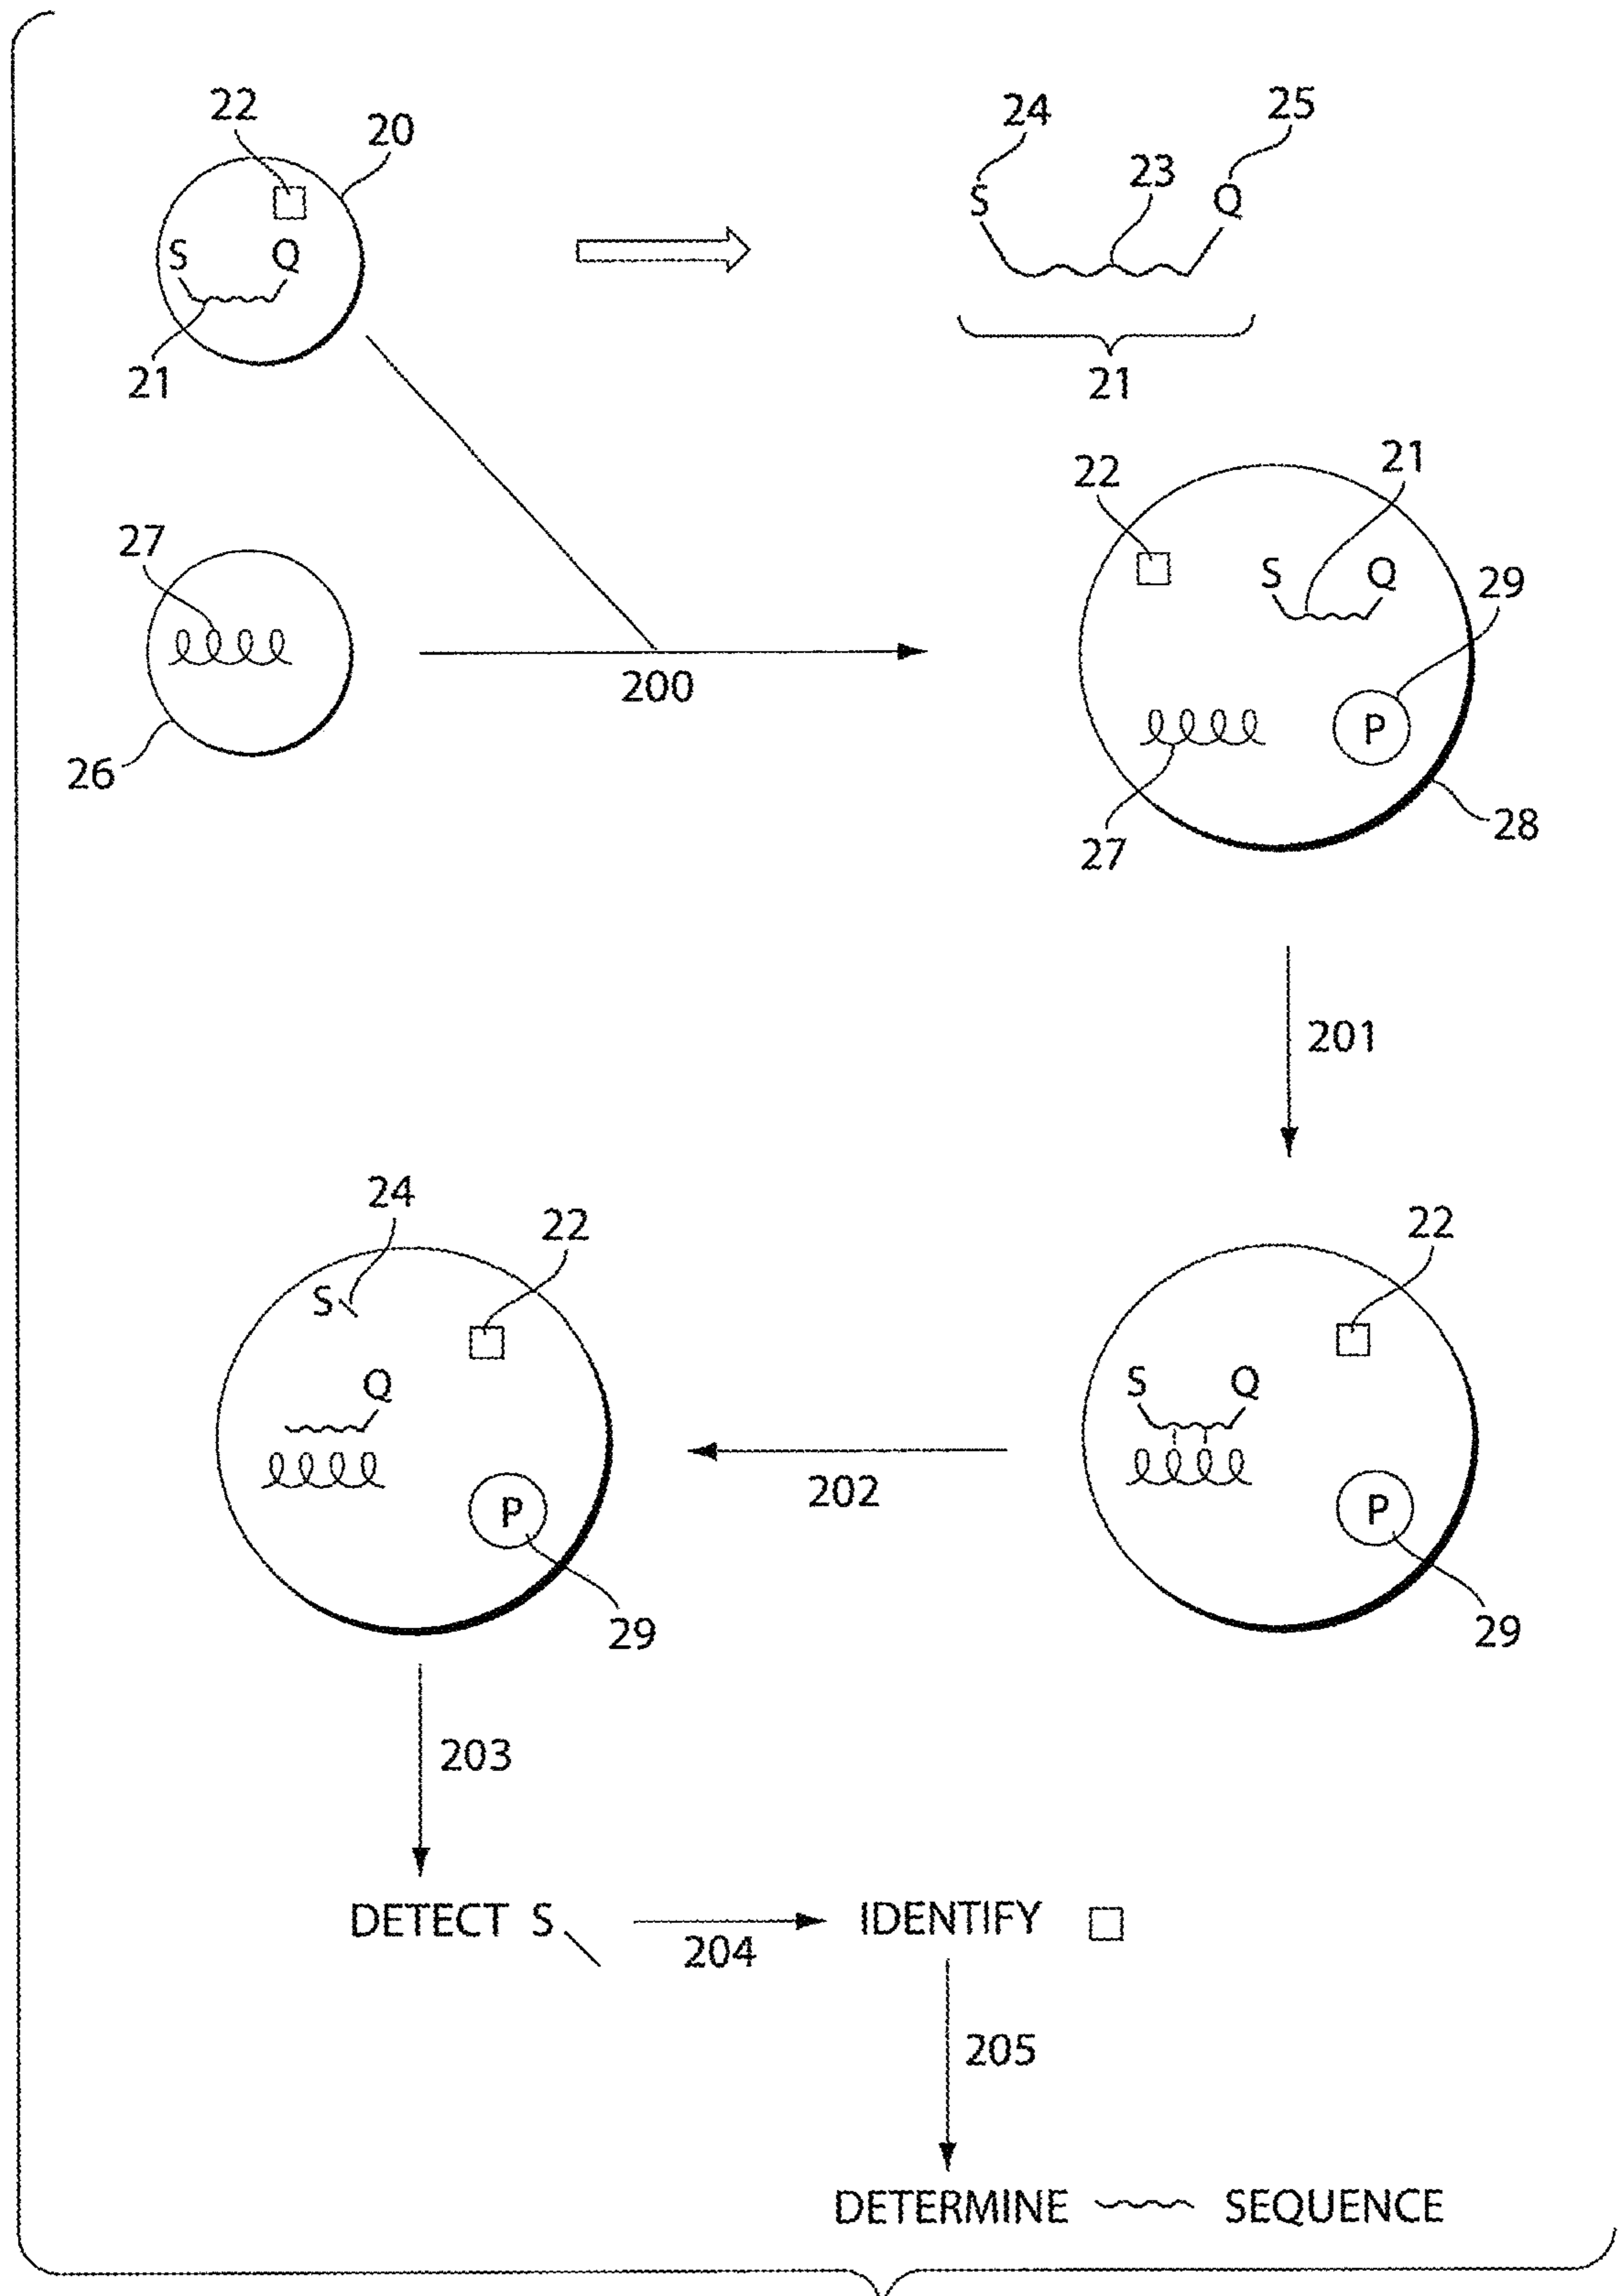 22
20
24
25
23
S
Q
S
Q
21
21
22
21
27
S
Q
29
200
P
26
27
28
201
24
22
22
S
Q
S
Q
202
P
P
29
29
203
DETECT S
204
IDENTIFY
205
DETERMINE SEQUENCE